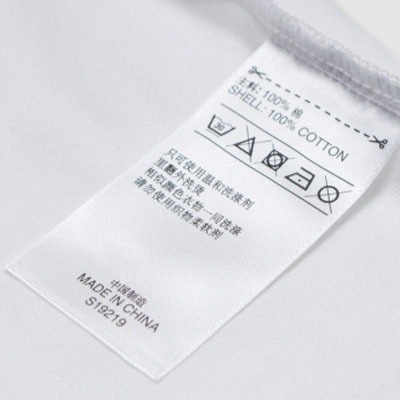 主料: 100% 棉
SHELL: 100% COTTON
30
只可使用温和洗涤剂
里翻外洗烫
相似颜色衣物一同洗涤
请勿使用织物柔软剂
中国制造
MADE IN CHINA
S19219